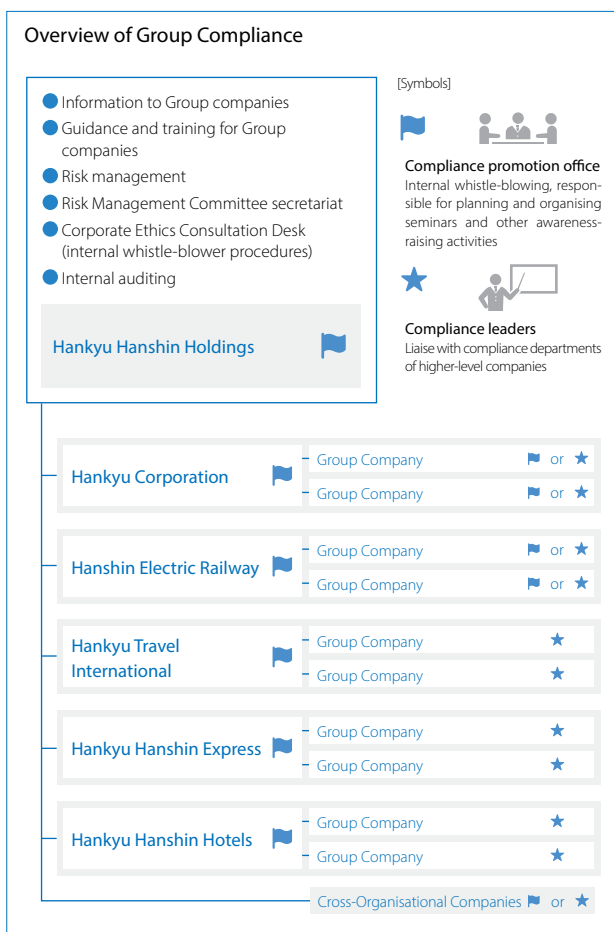 Overview of Group Compliance
Information to Group companies
Guidance and training for Group
companies
Risk management
Risk Management Committee secretariat
Corporate Ethics Consultation Desk
(internal whistle-blower procedures)
Internal auditing
Hankyu Hanshin Holdings
[Symbols]
Compliance promotion office
Internal whistle-blowing, respon-
sible for planning and organising
seminars and other awareness-
raising activities
Compliance leaders
Liaise with compliance departments
of higher-level companies
Hankyu Corporation
Group Company or
Group Company or
Hanshin Electric Railway
Group Company or
Group Company or
Hankyu Travel
International
Group Company
Group Company
Hankyu Hanshin Express
Group Company
Group Company
Hankyu Hanshin Hotels
Group Company
Group Company
Cross-Organisational Companies or